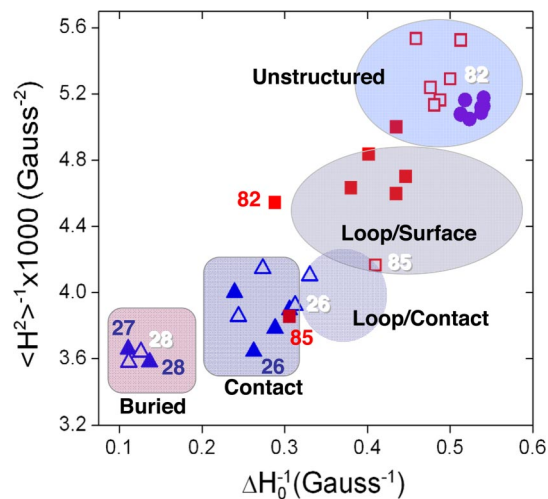 5.6
5.2
4.8
4.4
4.0
3.6
3.2
<H²>⁻¹x1000 (Gauss⁻²)
Unstructured
82
82
Loop/Surface
85
26
85
Loop/Contact
27
28
28
26
Buried
Contact
0.1 0.2 0.3 0.4 0.5 0.6
ΔH₀⁻¹(Gauss⁻¹)